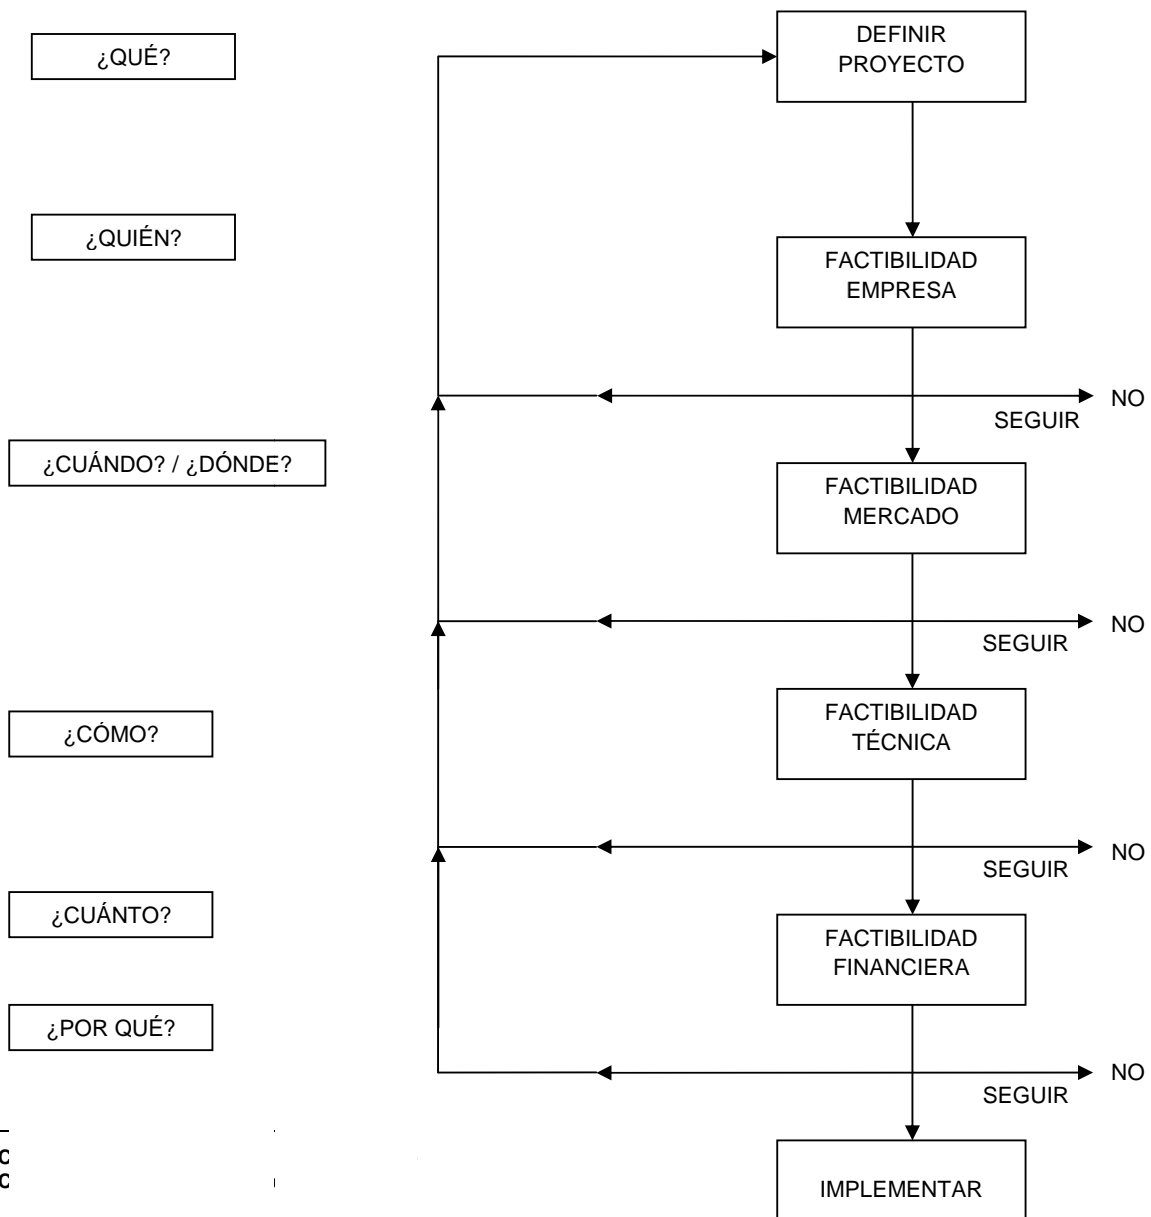 ¿QUÉ?
DEFINIR
PROYECTO
¿QUIÉN?
FACTIBILIDAD
EMPRESA
NO
SEGUIR
¿CUÁNDO? / ¿DÓNDE?
FACTIBILIDAD
MERCADO
NO
SEGUIR
¿CÓMO?
FACTIBILIDAD
TÉCNICA
NO
SEGUIR
¿CUÁNTO?
FACTIBILIDAD
FINANCIERA
¿POR QUÉ?
NO
SEGUIR
IMPLEMENTAR